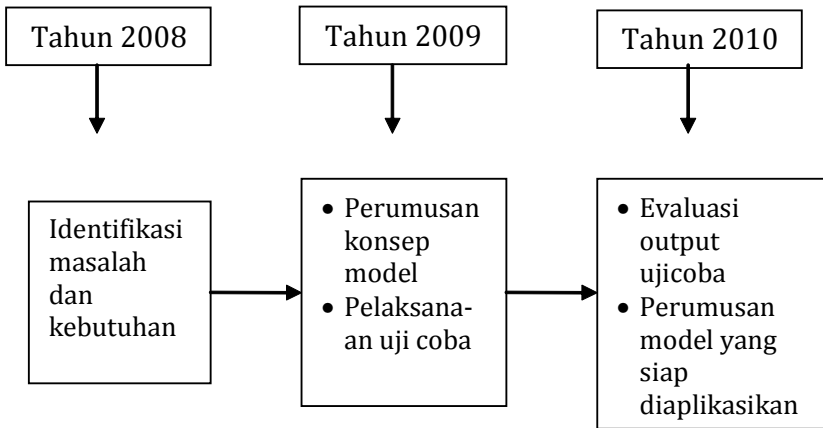 Tahun 2008
Tahun 2009
Tahun 2010
Identifikasi
masalah
dan
kebutuhan
• Perumusan
konsep
model
• Pelaksana-
an uji coba
• Evaluasi
output
ujicoba
• Perumusan
model yang
siap
diaplikasikan